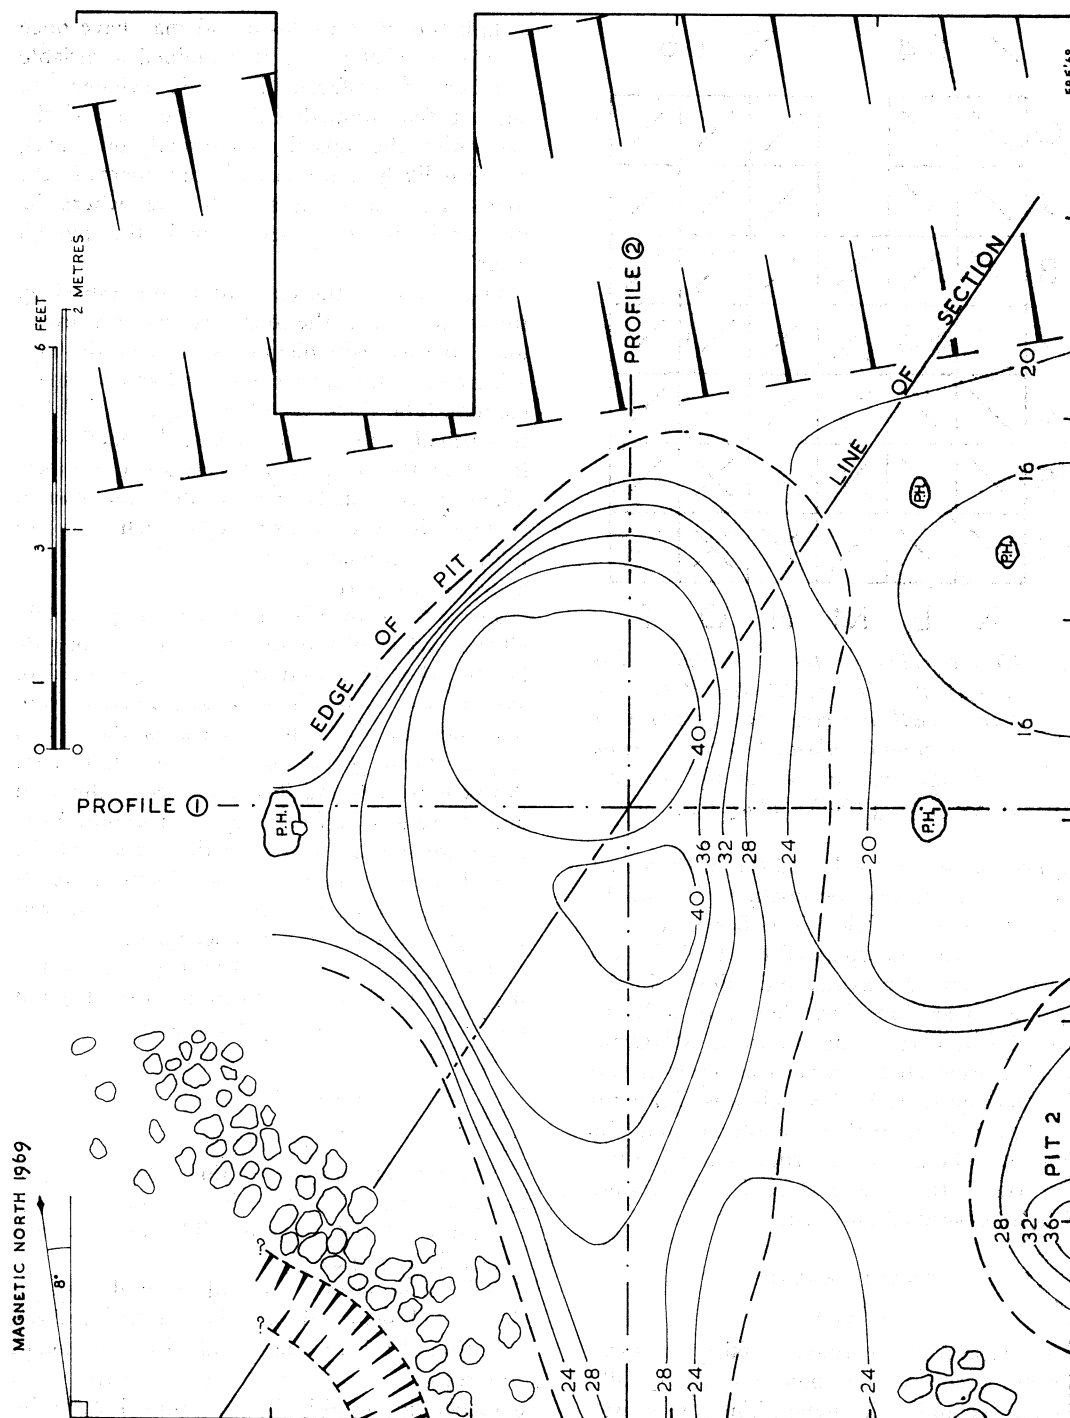 6 FEET
2 METRES
3
1
1
0
0
PROFILE ②
LINE OF SECTION
20
16
P.H.
P.H.
16
EDGE OF PIT
40
PROFILE ①
P.H.
P.H.
36
32
28
24
20
40
MAGNETIC NORTH 1969
8°
PIT 2
28
32
36
?
?
24
28
28
24
24